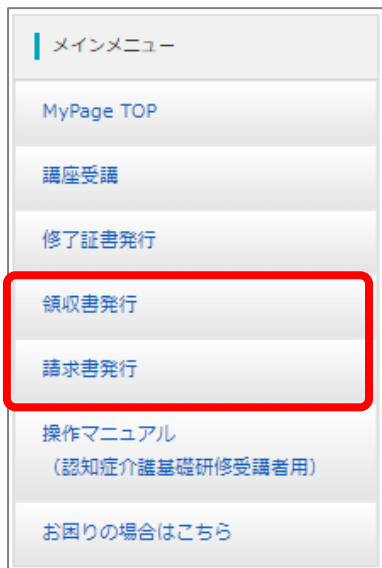 メインメニュー
MyPage TOP
講座受講
修了証書発行
領収書発行
請求書発行
操作マニュアル
（認知症介護基礎研修受講者用）
お困りの場合はこちら